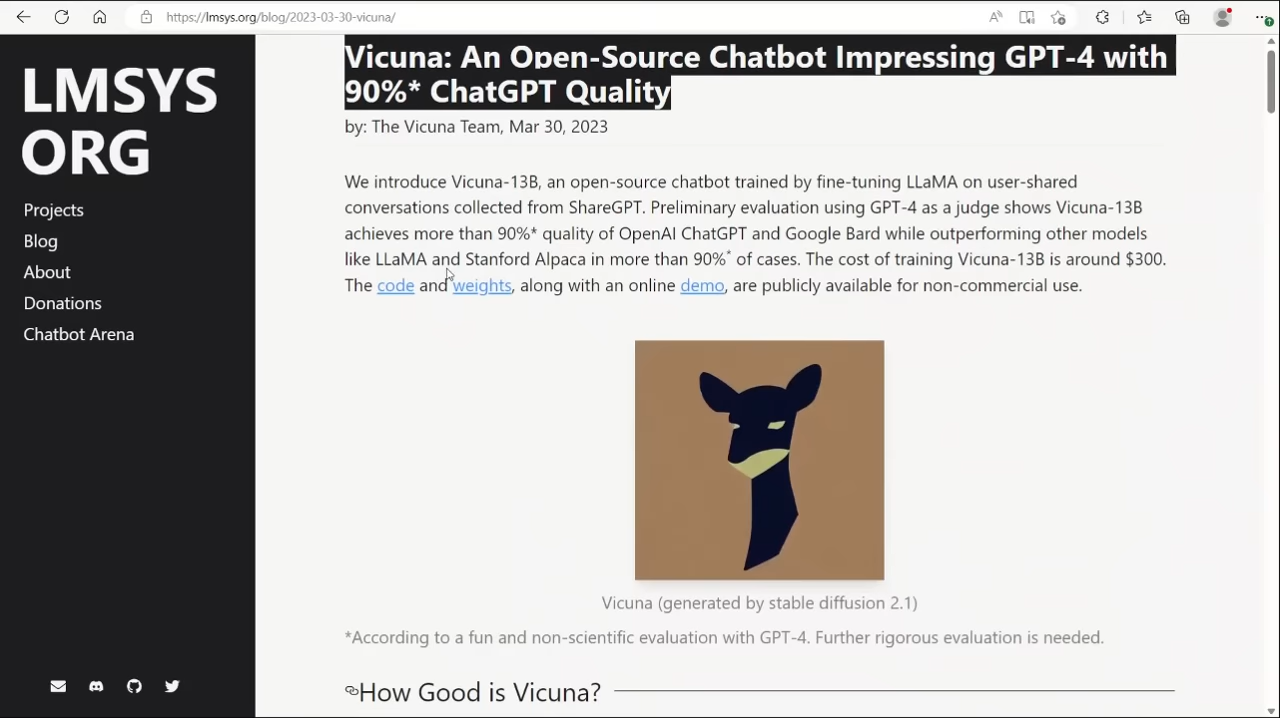 https://lmsys.org/blog/2023-03-30-vicuna/
LMSYS
ORG
Projects
Blog
About
Donations
Chatbot Arena
Vicuna: An Open-Source Chatbot Impressing GPT-4 with
90%* ChatGPT Quality
by: The Vicuna Team, Mar 30, 2023
We introduce Vicuna-13B, an open-source chatbot trained by fine-tuning LLaMA on user-shared
conversations collected from ShareGPT. Preliminary evaluation using GPT-4 as a judge shows Vicuna-13B
achieves more than 90%* quality of OpenAI ChatGPT and Google Bard while outperforming other models
like LLaMA and Stanford Alpaca in more than 90%* of cases. The cost of training Vicuna-13B is around $300.
The code and weights, along with an online demo, are publicly available for non-commercial use.
Vicuna (generated by stable diffusion 2.1)
*According to a fun and non-scientific evaluation with GPT-4. Further rigorous evaluation is needed.
How Good is Vicuna?